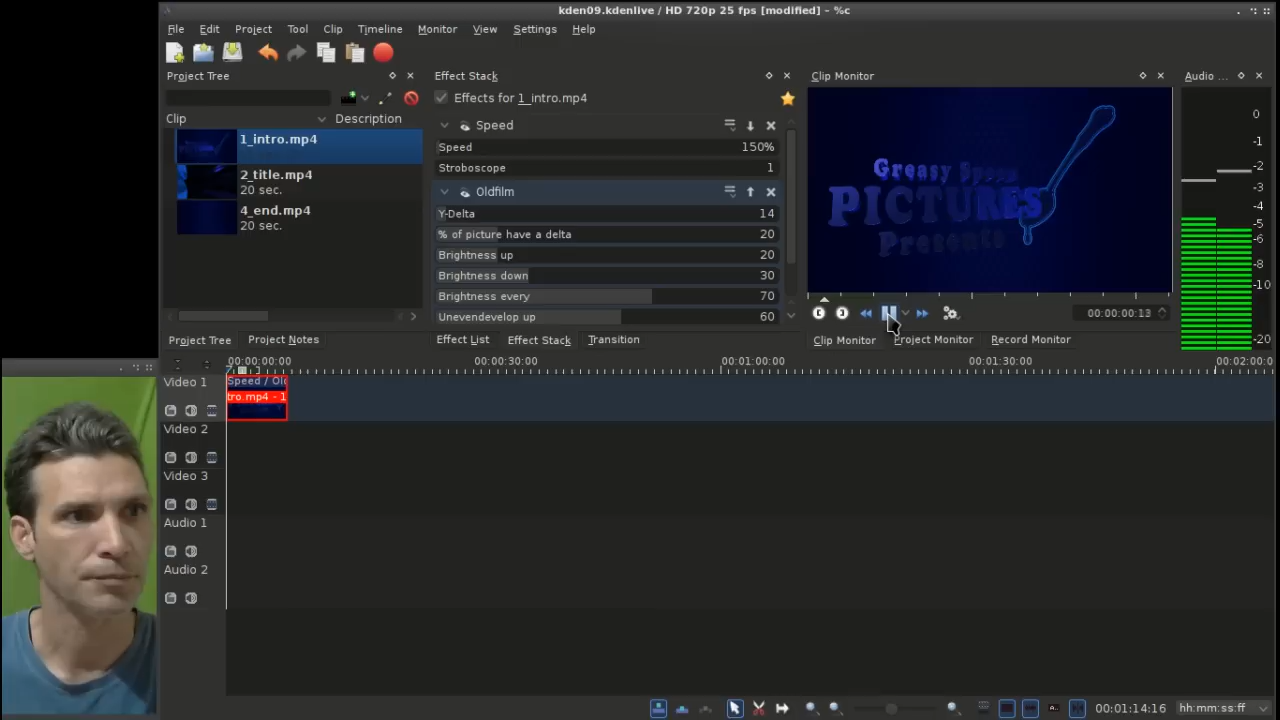 kden09.kdenlive / HD 720p 25 fps [modified] – %c
File Edit Project Tool Clip Timeline Monitor View Settings Help
Project Tree
Effect Stack
Clip Monitor
Audio ...
Effects for 1_intro.mp4
Clip Description
1_intro.mp4
2_title.mp4
20 sec.
4_end.mp4
20 sec.
Speed
Speed 150%
Stroboscope 1
Oldfilm
Y-Delta 14
% of picture have a delta 20
Brightness up 20
Brightness down 30
Brightness every 70
Unevendevelop up 60
Greasy Spoon
PICTURES
Presents
0
-1
-2
-3
-4
-5
-6
-8
-10
-20
00:00:00:13
Project Tree Project Notes
Effect List Effect Stack Transition
Clip Monitor Project Monitor Record Monitor
00:00:00:00 00:00:30:00 00:01:00:00 00:01:30:00 00:02:00:0
Video 1
Speed / Old
tro.mp4 - 1
Video 2
Video 3
Audio 1
Audio 2
00:01:14:16 hh:mm:ss:ff